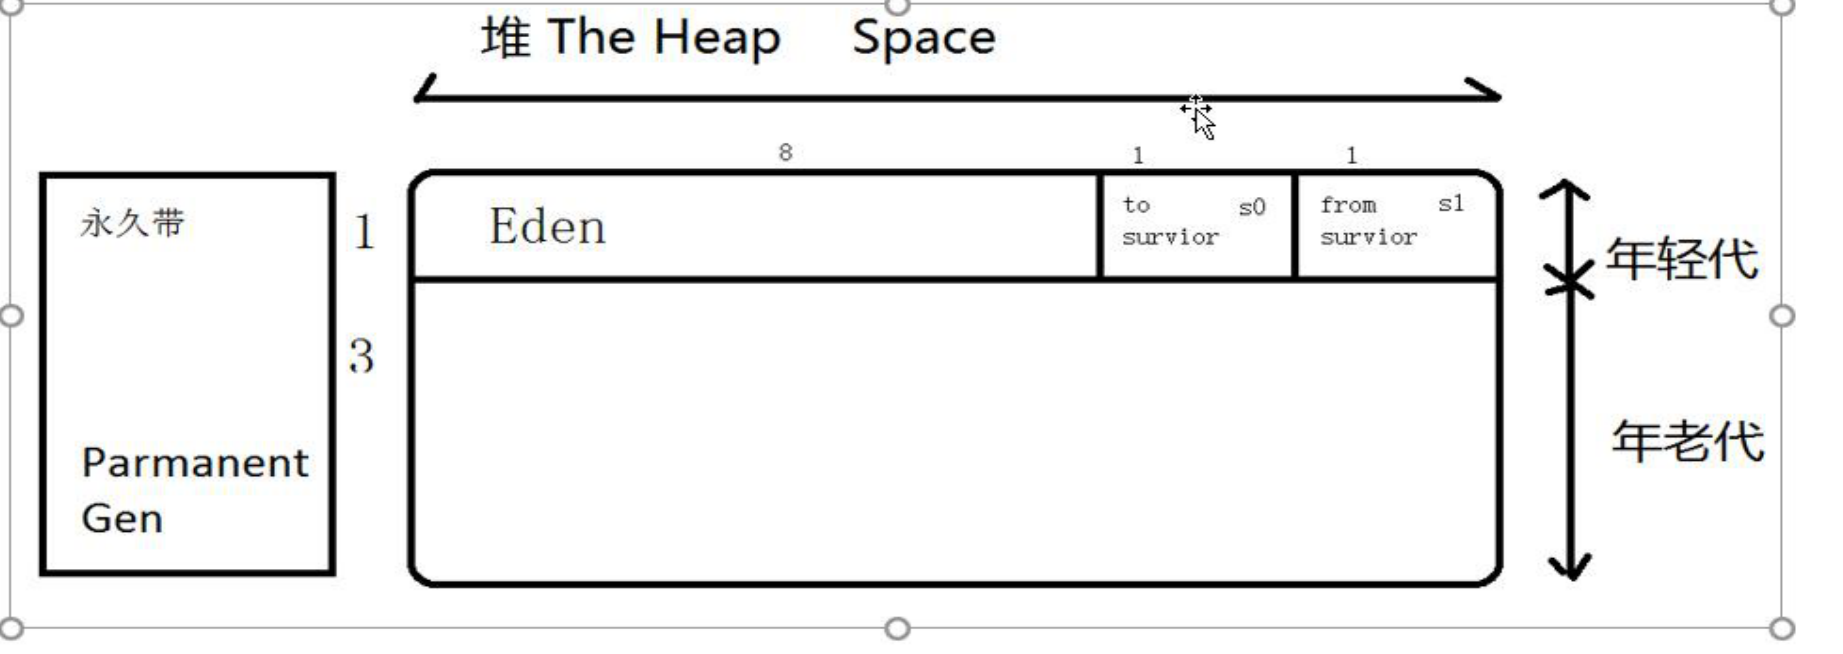 堆 The Heap Space
8
1
1
永久带
1
Eden
to s0
survior
from s1
survior
年轻代
3
年老代
Parmanent
Gen